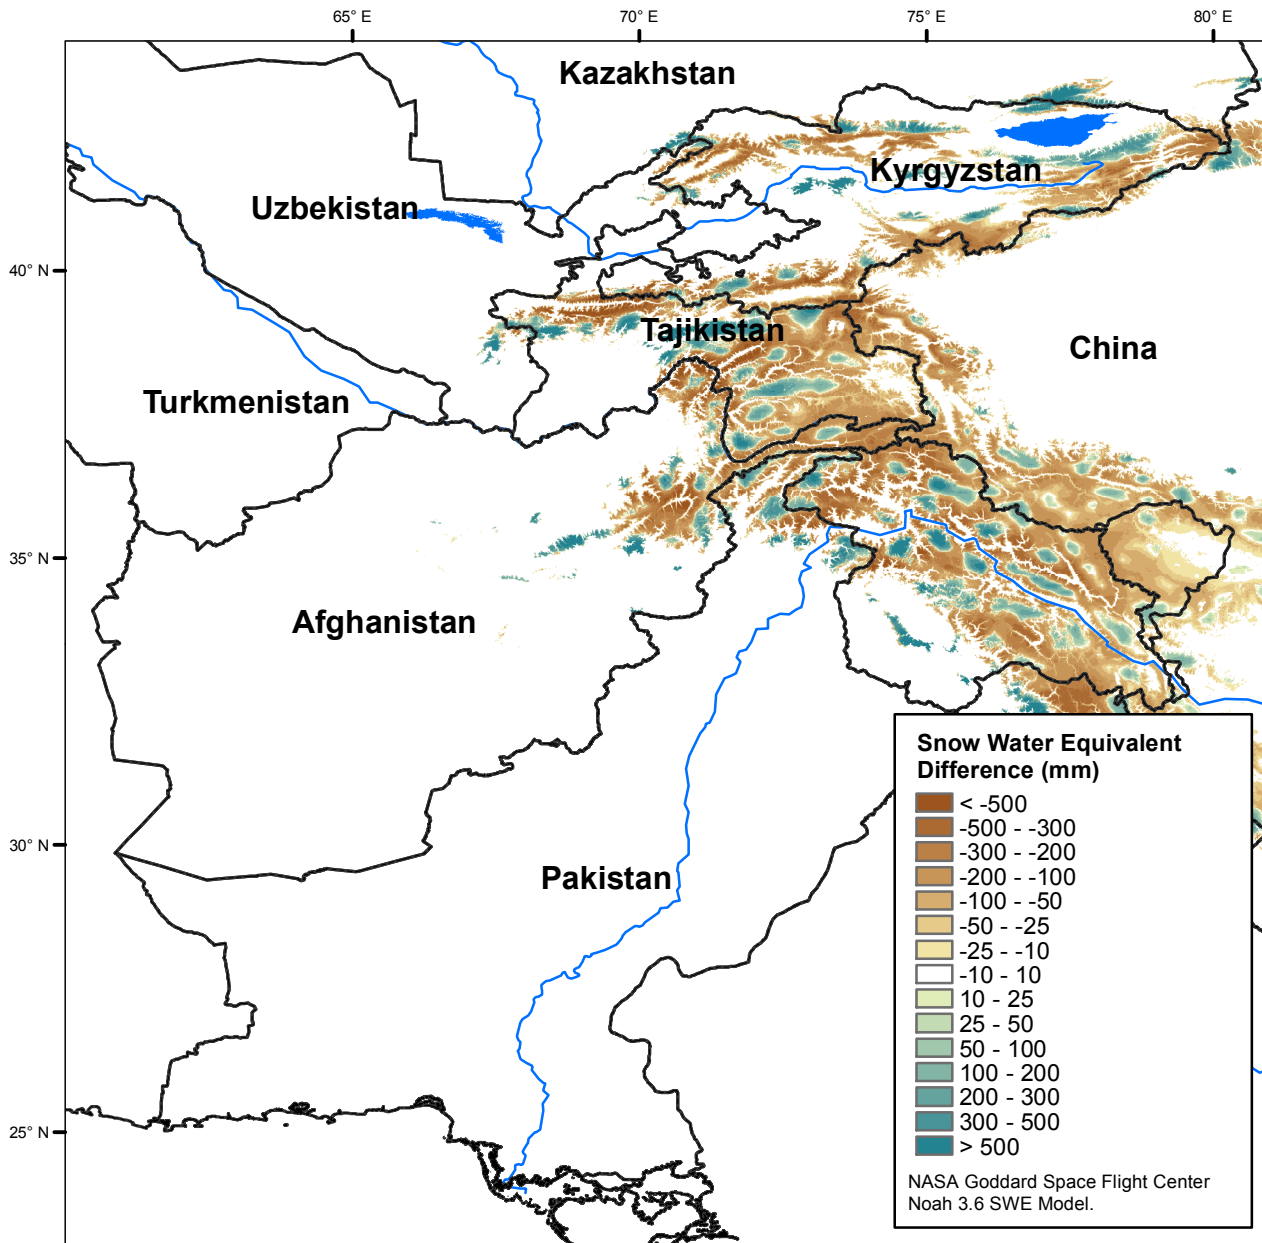 65° E
70° E
75° E
80° E
Kazakhstan
Kyrgyzstan
Uzbekistan
40° N
Tajikistan
China
Turkmenistan
35° N
Afghanistan
30° N
Pakistan
25° N
Snow Water Equivalent
Difference (mm)
< -500
-500 - -300
-300 - -200
-200 - -100
-100 - -50
-50 - -25
-25 - -10
-10 - 10
10 - 25
25 - 50
50 - 100
100 - 200
200 - 300
300 - 500
> 500
NASA Goddard Space Flight Center
Noah 3.6 SWE Model.